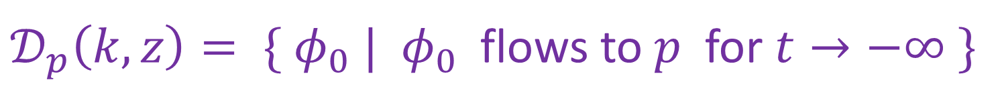 𝒟ₚ(k, z) = { ϕ₀ | ϕ₀ flows to p for t → −∞ }